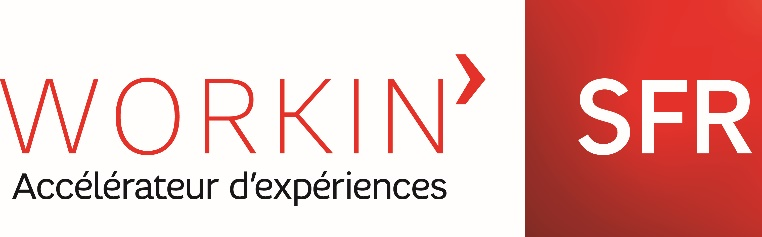 WORKIN>
Accélérateur d'expériences
SFR